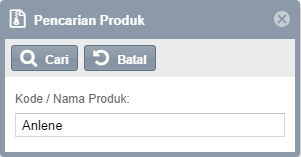 Pencarian Produk
Cari Batal
Kode / Nama Produk:
Anlene